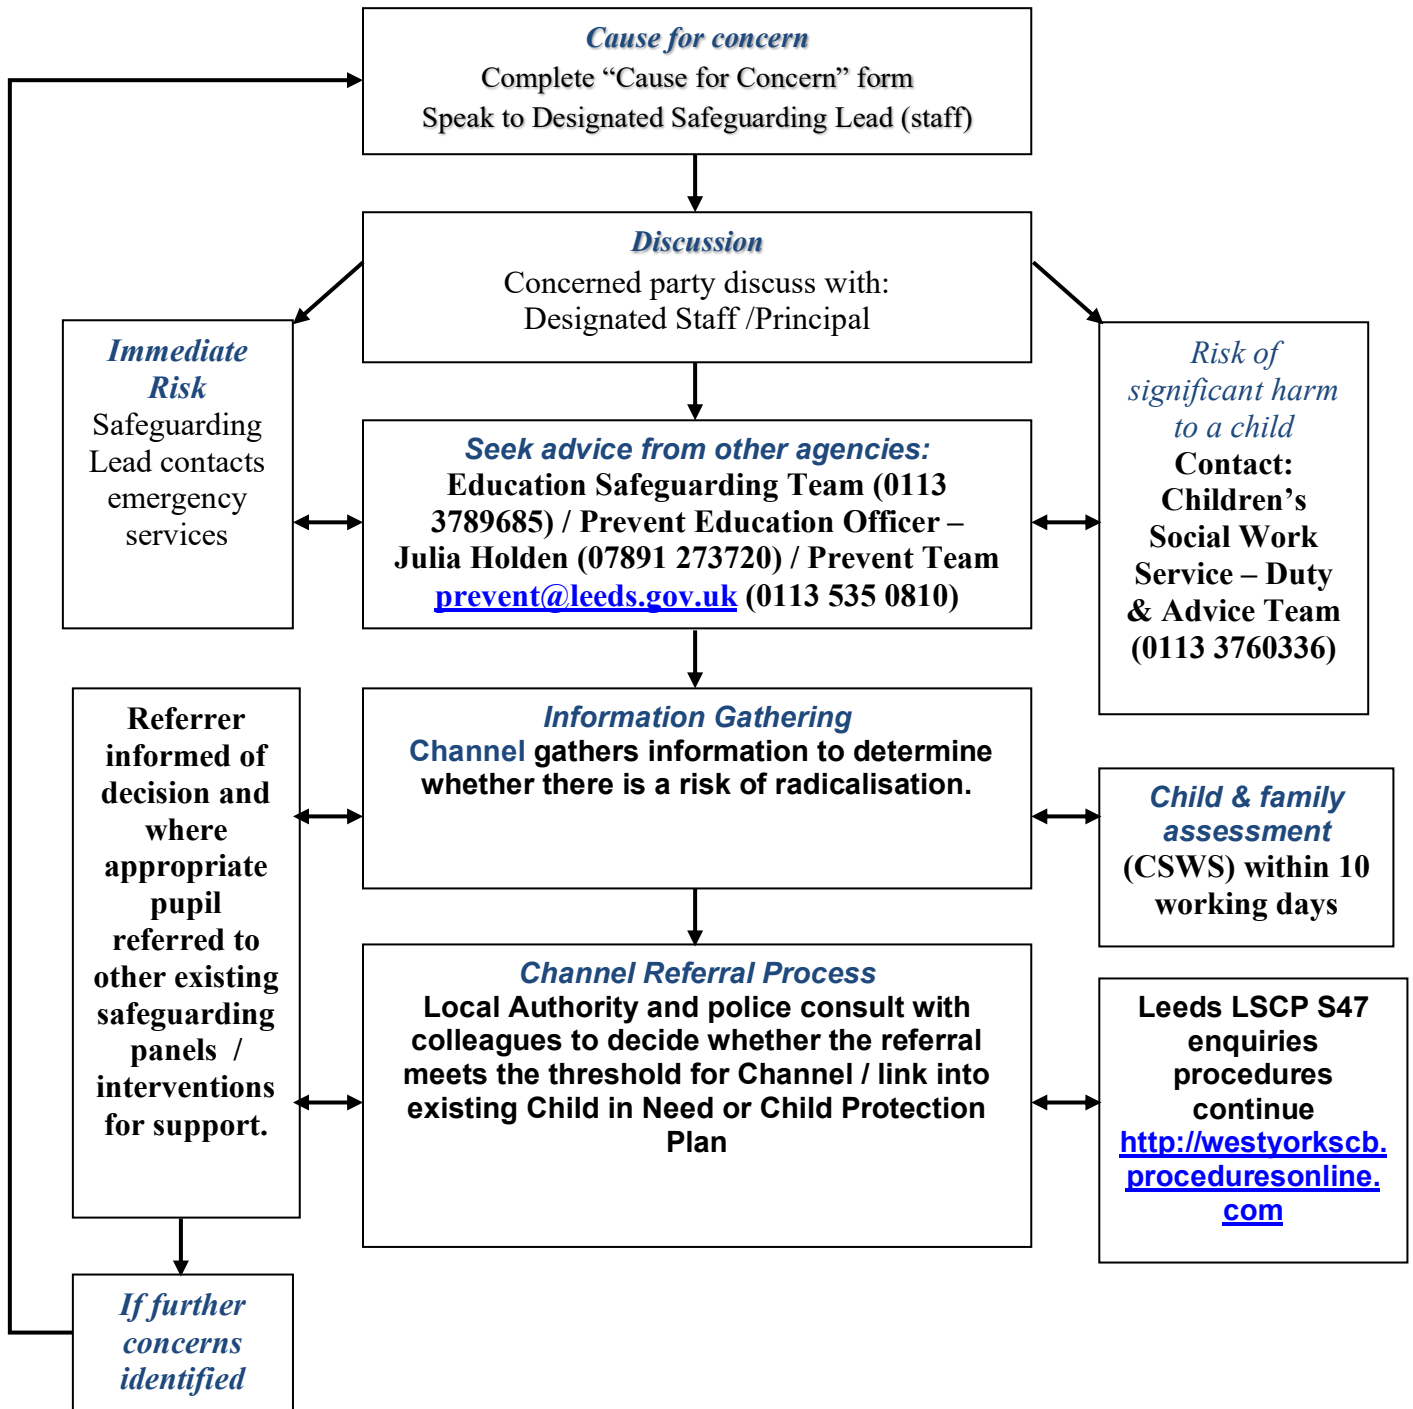 Cause for concern
Complete “Cause for Concern” form
Speak to Designated Safeguarding Lead (staff)
Discussion
Concerned party discuss with:
Designated Staff /Principal
Immediate
Risk
Safeguarding
Lead contacts
emergency
services
Seek advice from other agencies:
Education Safeguarding Team (0113
3789685) / Prevent Education Officer –
Julia Holden (07891 273720) / Prevent Team
prevent@leeds.gov.uk (0113 535 0810)
Risk of
significant harm
to a child
Contact:
Children’s
Social Work
Service – Duty
& Advice Team
(0113 3760336)
Referrer
informed of
decision and
where
appropriate
pupil
referred to
other existing
safeguarding
panels /
interventions
for support.
Information Gathering
Channel gathers information to determine
whether there is a risk of radicalisation.
Child & family
assessment
(CSWS) within 10
working days
Channel Referral Process
Local Authority and police consult with
colleagues to decide whether the referral
meets the threshold for Channel / link into
existing Child in Need or Child Protection
Plan
Leeds LSCP S47
enquiries
procedures
continue
http://westyorkscb.
proceduresonline.
com
If further
concerns
identified